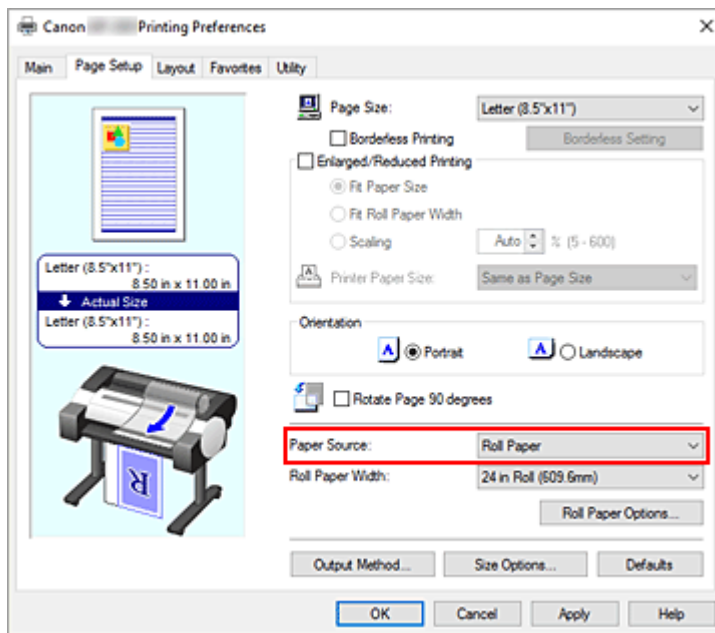 Canon Printing Preferences
Main Page Setup Layout Favorites Utility
Page Size: Letter (8.5"x11")
Borderless Printing Borderless Setting
Enlarged/Reduced Printing
Fit Paper Size
Fit Roll Paper Width
Scaling Auto % (5 - 600)
Printer Paper Size: Same as Page Size
Letter (8.5"x11") :
8.50 in x 11.00 in
Actual Size
Letter (8.5"x11") :
8.50 in x 11.00 in
Orientation
A Portrait A Landscape
Rotate Page 90 degrees
Paper Source: Roll Paper
Roll Paper Width: 24 in Roll (609.6mm)
Roll Paper Options...
R
Output Method... Size Options... Defaults
OK Cancel Apply Help